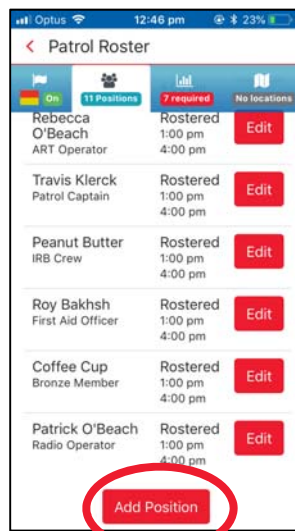 Optus 12:46 pm 23%
Patrol Roster
On 11 Positions 7 required No locations
Rebecca Rostered Edit
O'Beach 1:00 pm
ART Operator 4:00 pm
Travis Klerck Rostered Edit
Patrol Captain 1:00 pm
4:00 pm
Peanut Butter Rostered Edit
IRB Crew 1:00 pm
4:00 pm
Roy Bakhsh Rostered Edit
First Aid Officer 1:00 pm
4:00 pm
Coffee Cup Rostered Edit
Bronze Member 1:00 pm
4:00 pm
Patrick O'Beach Rostered Edit
Radio Operator 1:00 pm
4:00 pm
Add Position